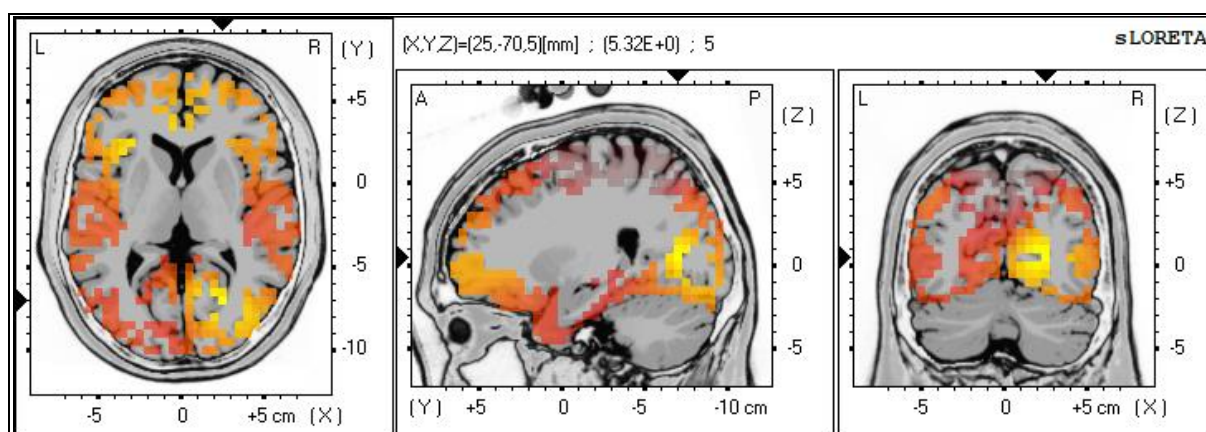 (X,Y,Z)=(25,-70,5)[mm] ; (5.32E+0) ; 5
sLORETA
L R (Y)
+5
0
-5
-10
-5 0 +5 cm (X)
A P (Z)
+5
0
-5
(Y) +5 0 -5 -10 cm
L R (Z)
+5
0
-5
-5 0 +5 cm (X)